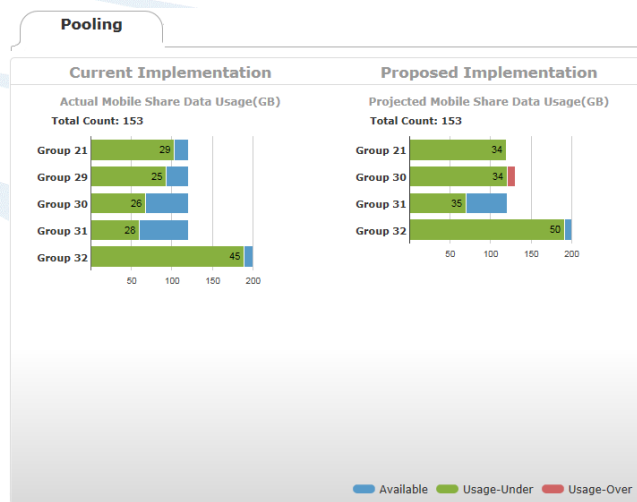 Pooling
Current Implementation
Actual Mobile Share Data Usage(GB)
Total Count: 153
Group 21 29
Group 29 25
Group 30 26
Group 31 28
Group 32 45
50 100 150 200
Proposed Implementation
Projected Mobile Share Data Usage(GB)
Total Count: 153
Group 21 34
Group 30 34
Group 31 35
Group 32 50
50 100 150 200
Available Usage-Under Usage-Over